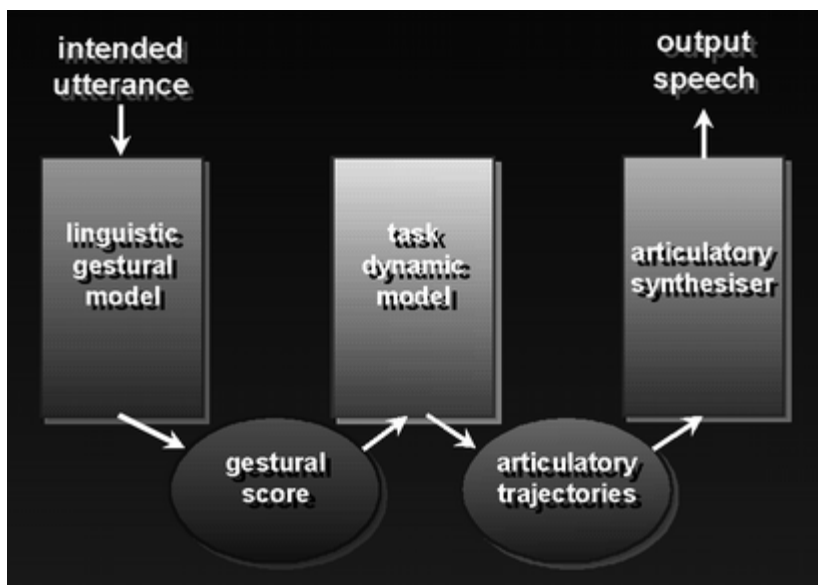 intended
utterance
output
speech
linguistic
gestural
model
task
dynamic
model
articulatory
synthesiser
gestural
score
articulatory
trajectories